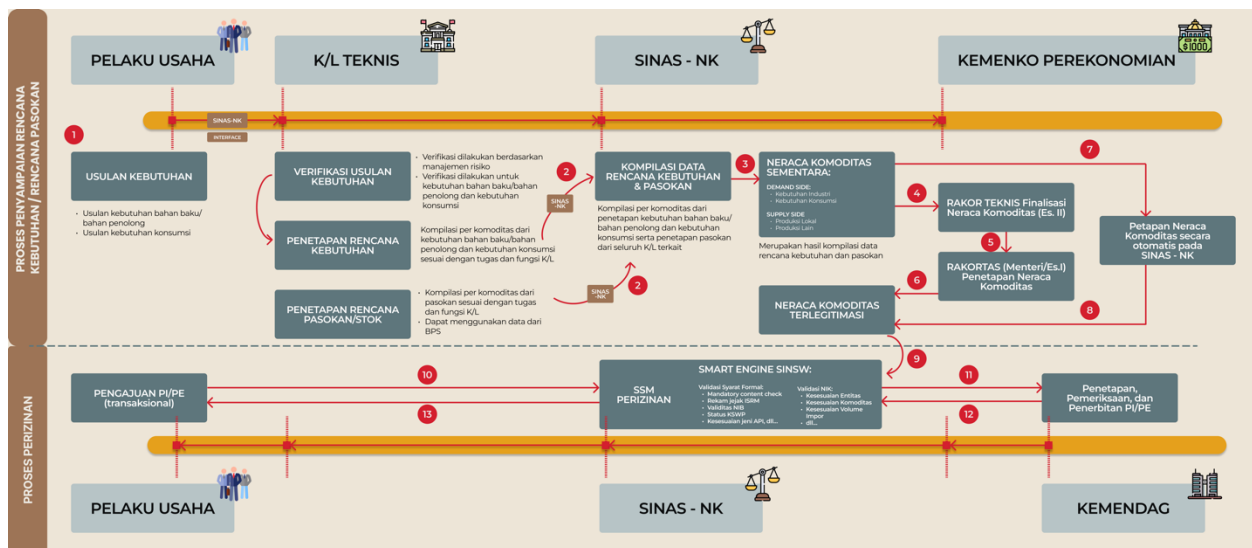 PROSES PENYAMPAIAN RENCANA
KEBUTUHAN / RENCANA PASOKAN
PELAKU USAHA
K/L TEKNIS
SINAS - NK
$1000
KEMENKO PEREKONOMIAN
SINAS-NK
INTERFACE
1
USULAN KEBUTUHAN
• Usulan kebutuhan bahan baku/
bahan penolong
• Usulan kebutuhan konsumsi
VERIFIKASI USULAN
KEBUTUHAN
• Verifikasi dilakukan berdasarkan
manajemen risiko
• Verifikasi dilakukan untuk
kebutuhan bahan baku/bahan
penolong dan kebutuhan
konsumsi
PENETAPAN RENCANA
KEBUTUHAN
Kompilasi per komoditas dari
kebutuhan bahan baku/bahan
penolong dan kebutuhan konsumsi
sesuai dengan tugas dan fungsi K/L
PENETAPAN RENCANA
PASOKAN/STOK
• Kompilasi per komoditas dari
pasokan sesuai dengan tugas
dan fungsi K/L
• Dapat menggunakan data dari
BPS
2
SINAS
-NK
SINAS
-NK
2
KOMPILASI DATA
RENCANA KEBUTUHAN
& PASOKAN
Kompilasi per komoditas dari
penetapan kebutuhan bahan baku/
bahan penolong dan kebutuhan
konsumsi serta penetapan pasokan
dari seluruh K/L terkait
3
NERACA KOMODITAS
SEMENTARA:
DEMAND SIDE:
• Kebutuhan Industri
• Kebutuhan Konsumsi
SUPPLY SIDE
• Produksi Lokal
• Produksi Lain
Merupakan hasil kompilasi data
rencana kebutuhan dan pasokan
4
RAKOR TEKNIS Finalisasi
Neraca Komoditas (Es. II)
5
RAKORTAS (Menteri/Es.I)
Penetapan Neraca
Komoditas
6
NERACA KOMODITAS
TERLEGITIMASI
7
Petapan Neraca
Komoditas secara
otomatis pada
SINAS - NK
8
9
PROSES PERIZINAN
PENGAJUAN PI/PE
(transaksional)
10
13
SSM
PERIZINAN
SMART ENGINE SINSW:
Validasi Syarat Formal:
• Mandatory content check
• Rekam jejak ISRM
• Validitas NIB
• Status KSWP
• Kesesuaian jeni API, dll...
Validasi NIK:
• Kesesuaian Entitas
• Kesesuaian Komoditas
• Kesesuaian Volume
Impor
• dll...
11
12
Penetapan,
Pemeriksaan, dan
Penerbitan PI/PE
PELAKU USAHA
SINAS - NK
KEMENDAG